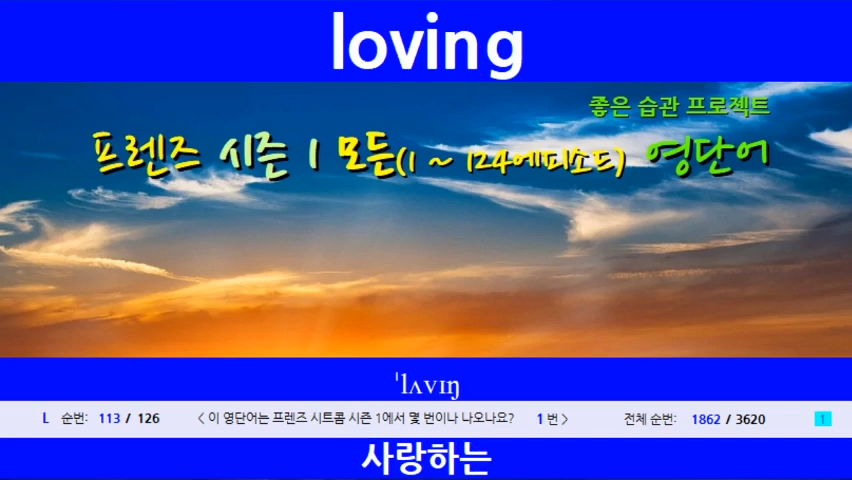 loving
좋은 습관 프로젝트
프렌즈 시즌 1 모든(1 ~ 124에피소드) 영단어
ˈlʌvɪŋ
L 순번: 113 / 126 < 이 영단어는 프렌즈 시트콤 시즌 1에서 몇 번이나 나오나요? 1 번 > 전체 순번: 1862 / 3620 1
사랑하는